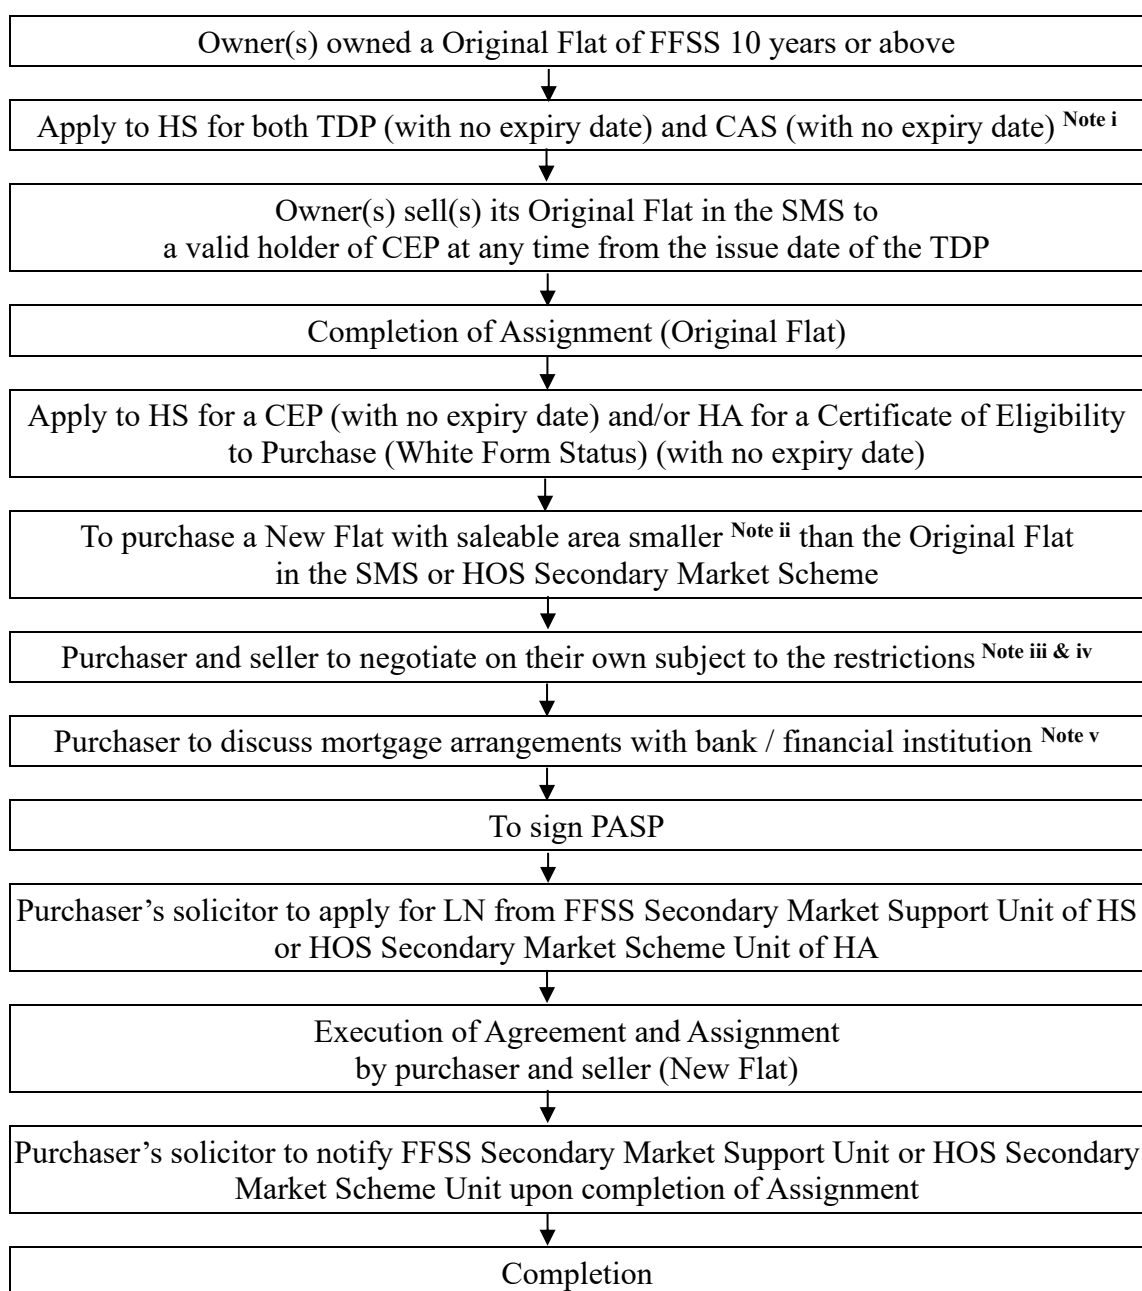 Owner(s) owned a Original Flat of FFSS 10 years or above
Apply to HS for both TDP (with no expiry date) and CAS (with no expiry date) Note i
Owner(s) sell(s) its Original Flat in the SMS to
a valid holder of CEP at any time from the issue date of the TDP
Completion of Assignment (Original Flat)
Apply to HS for a CEP (with no expiry date) and/or HA for a Certificate of Eligibility
to Purchase (White Form Status) (with no expiry date)
To purchase a New Flat with saleable area smaller Note ii than the Original Flat
in the SMS or HOS Secondary Market Scheme
Purchaser and seller to negotiate on their own subject to the restrictions Note iii & iv
Purchaser to discuss mortgage arrangements with bank / financial institution Note v
To sign PASP
Purchaser’s solicitor to apply for LN from FFSS Secondary Market Support Unit of HS
or HOS Secondary Market Scheme Unit of HA
Execution of Agreement and Assignment
by purchaser and seller (New Flat)
Purchaser’s solicitor to notify FFSS Secondary Market Support Unit or HOS Secondary
Market Scheme Unit upon completion of Assignment
Completion